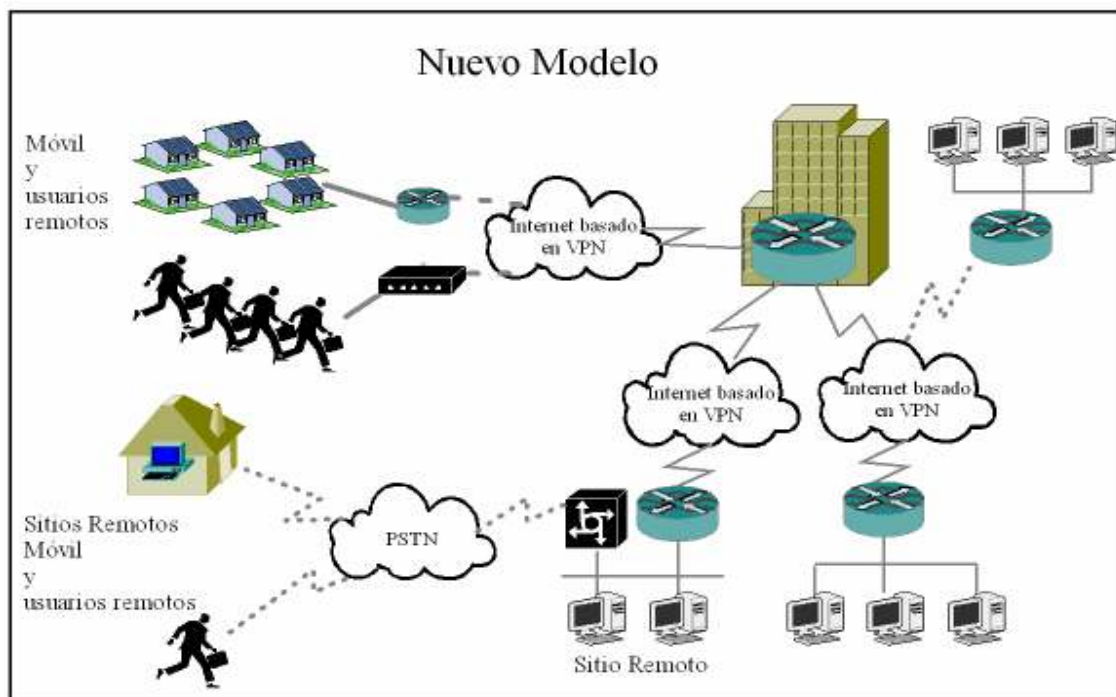 Nuevo Modelo
Móvil
y
usuarios
remotos
Internet basado
en VPN
Internet basado
en VPN
Internet basado
en VPN
Sitios Remotos
Móvil
y
usuarios remotos
PSTN
Sitio Remoto